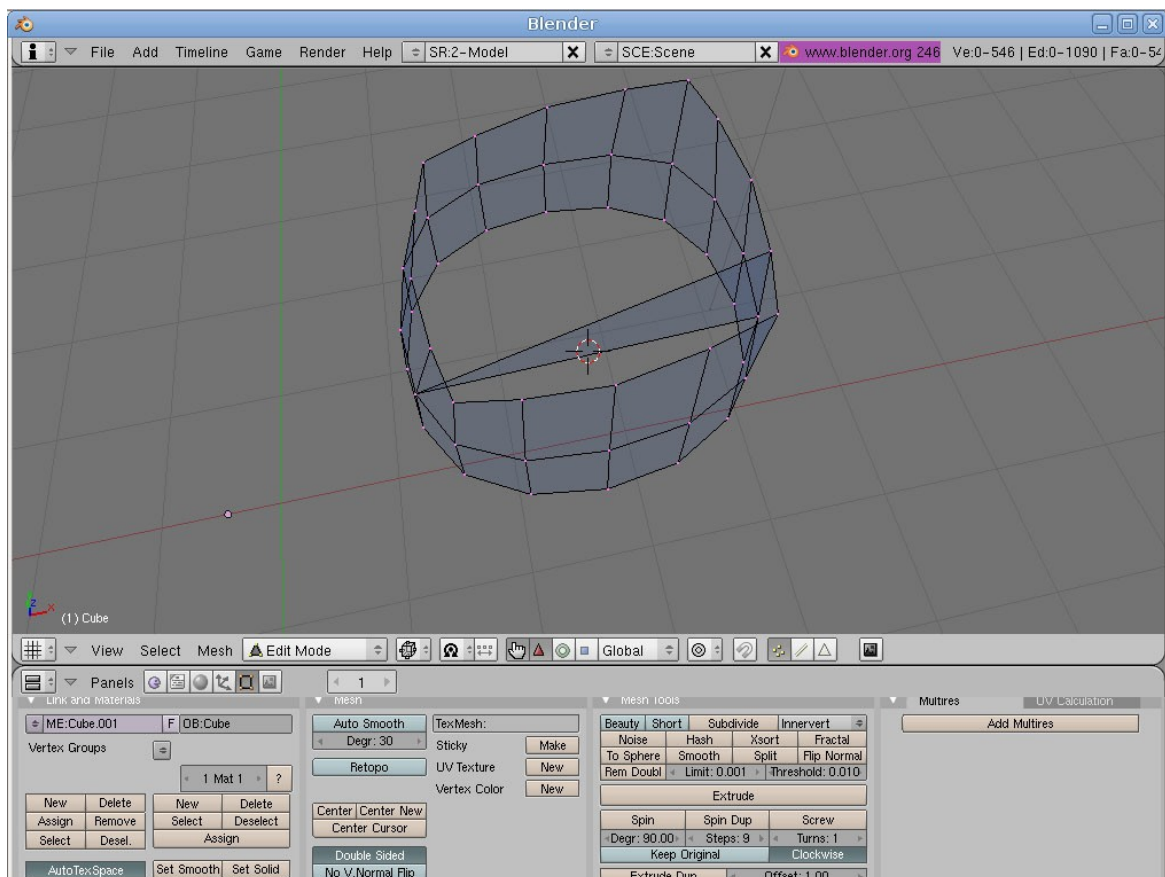 Blender
File Add Timeline Game Render Help SR:2-Model SCE:Scene www.blender.org 246 Ve:0-546 | Ed:0-1090 | Fa:0-54
z x
(1) Cube
View Select Mesh Edit Mode Global
Panels 1
Link and Materials Mesh Mesh Tools Multires UV Calculation
ME:Cube.001 F OB:Cube Auto Smooth TexMesh: Beauty Short Subdivide Innervert Add Multires
Vertex Groups Degr: 30 Sticky Make Noise Hash Xsort Fractal
To Sphere Smooth Split Flip Normal
1 Mat 1 ? Retopo UV Texture New Rem Doubl Limit: 0.001 Threshold: 0.010
Vertex Color New Extrude
New Delete New Delete Center Center New
Assign Remove Select Deselect Center Cursor Spin Spin Dup Screw
Select Desel. Assign Degr: 90.00 Steps: 9 Turns: 1
Double Sided Keep Original Clockwise
AutoTexSpace Set Smooth Set Solid No V.Normal Flip Extrude Dup Offset: 1.00